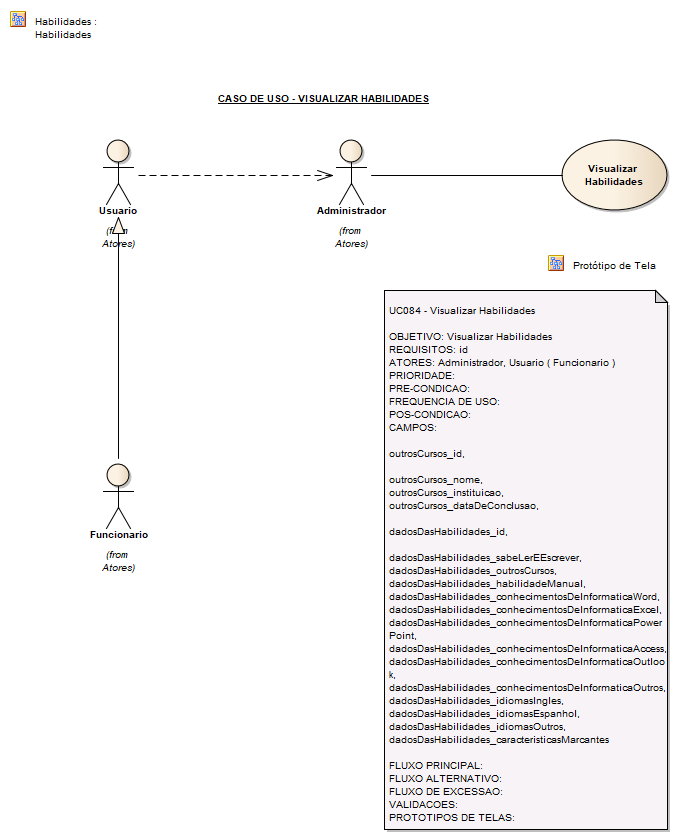 Habilidades :
Habilidades
CASO DE USO - VISUALIZAR HABILIDADES
Usuario
(from
Atores)
Administrador
(from
Atores)
Visualizar
Habilidades
Protótipo de Tela
UC084 - Visualizar Habilidades
OBJETIVO: Visualizar Habilidades
REQUISITOS: id
ATORES: Administrador, Usuario ( Funcionario )
PRIORIDADE:
PRE-CONDICAO:
FREQUENCIA DE USO:
POS-CONDICAO:
CAMPOS:
outrosCursos_id,
outrosCursos_nome,
outrosCursos_instituicao,
outrosCursos_dataDeConclusao,
dadosDasHabilidades_id,
dadosDasHabilidades_sabeLerEEscrever,
dadosDasHabilidades_outrosCursos,
dadosDasHabilidades_habilidadeManual,
dadosDasHabilidades_conhecimentosDeInformaticaWord,
dadosDasHabilidades_conhecimentosDeInformaticaExcel,
dadosDasHabilidades_conhecimentosDeInformaticaPower
Point,
dadosDasHabilidades_conhecimentosDeInformaticaAccess,
dadosDasHabilidades_conhecimentosDeInformaticaOutloo
k,
dadosDasHabilidades_conhecimentosDeInformaticaOutros,
dadosDasHabilidades_idiomasIngles,
dadosDasHabilidades_idiomasEspanhol,
dadosDasHabilidades_idiomasOutros,
dadosDasHabilidades_caracteristicasMarcantes
FLUXO PRINCIPAL:
FLUXO ALTERNATIVO:
FLUXO DE EXCESSAO:
VALIDACOES:
PROTOTIPOS DE TELAS:
Funcionario
(from
Atores)